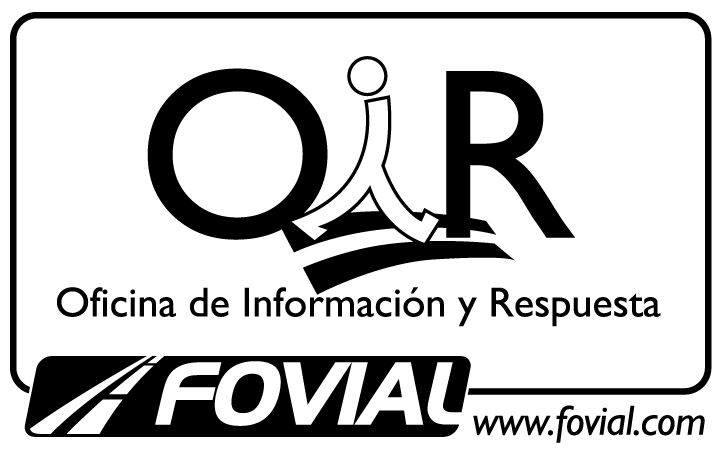 OiR
Oficina de Información y Respuesta
FOVIAL
www.fovial.com